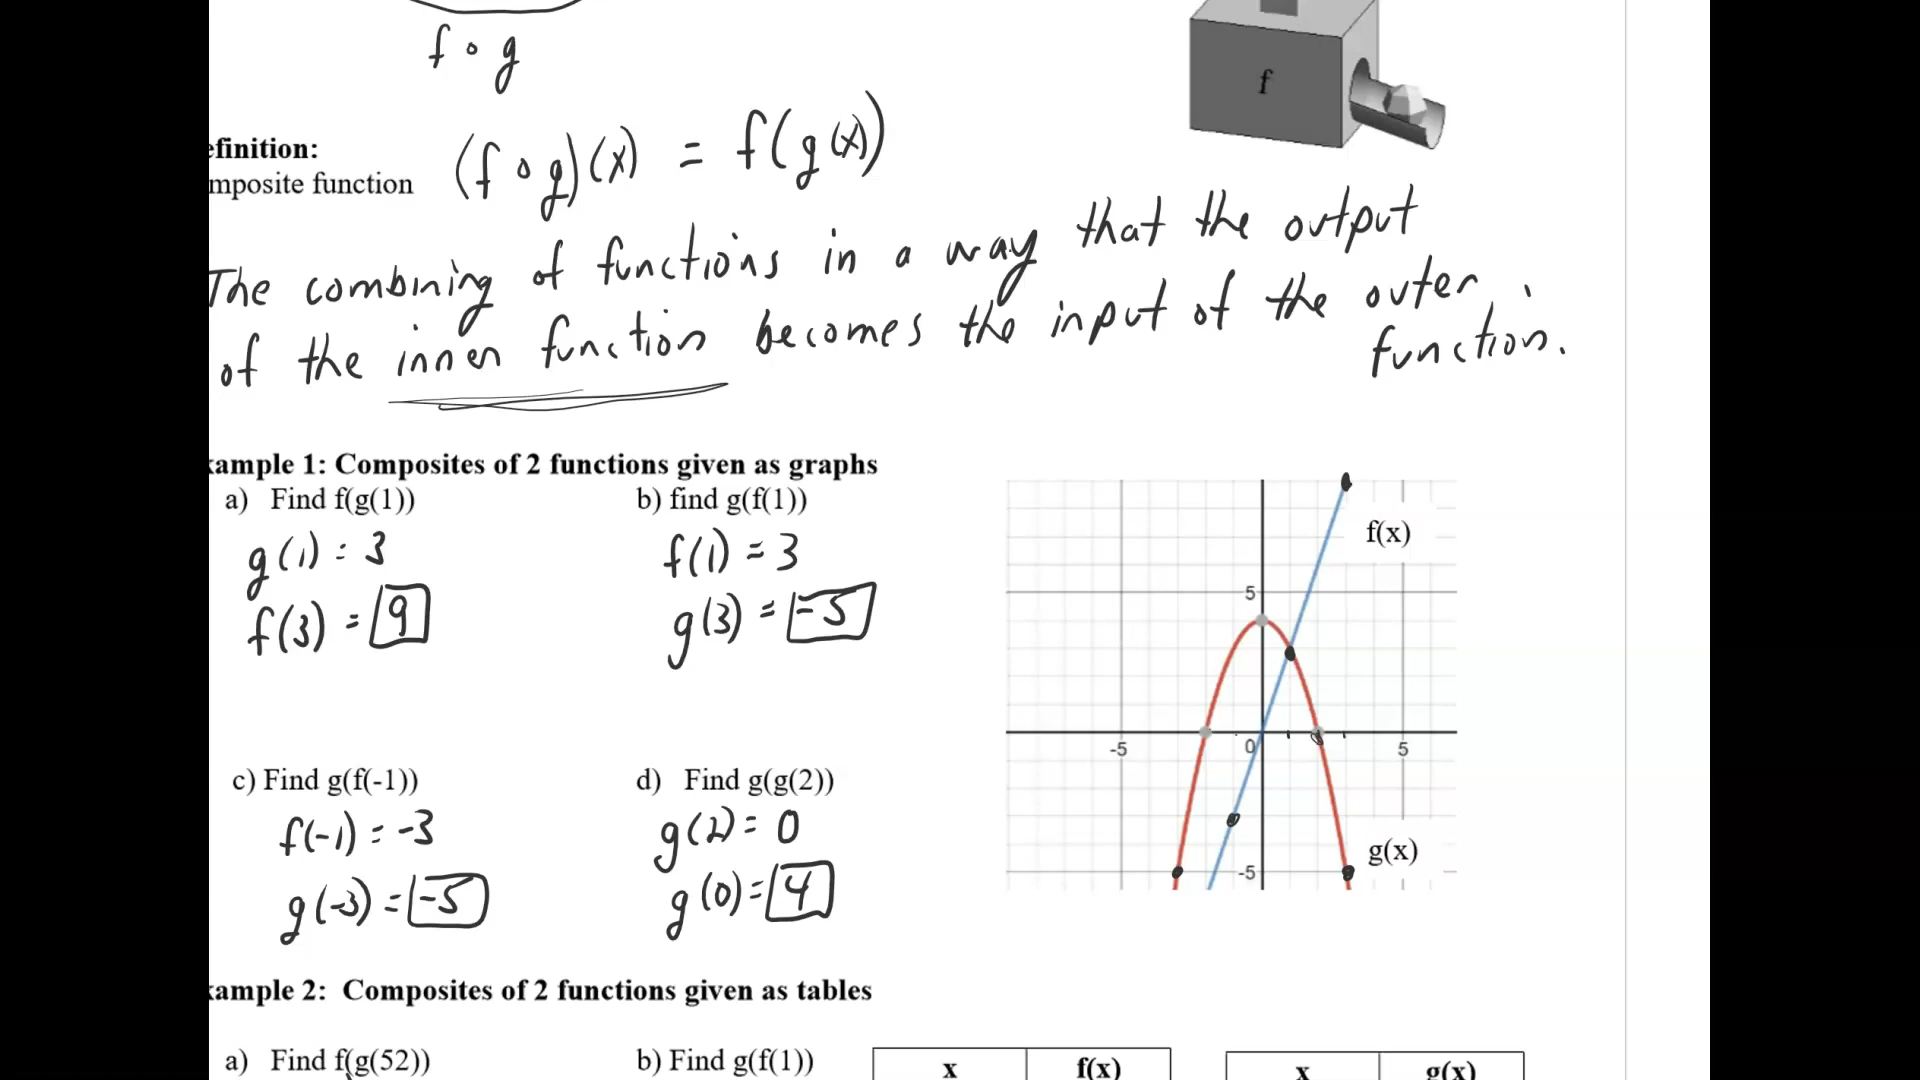 f ∘ g
f
efinition:
mposite function
(f ∘ g)(x) = f(g(x))
The combining of functions in a way that the output
of the inner function becomes the input of the outer
function.
xample 1: Composites of 2 functions given as graphs
a) Find f(g(1))
g(1) = 3
f(3) = 9
b) find g(f(1))
f(1) = 3
g(3) = -5
c) Find g(f(-1))
f(-1) = -3
g(-3) = -5
d) Find g(g(2))
g(2) = 0
g(0) = 4
f(x)
5
-5
0
5
-5
g(x)
xample 2: Composites of 2 functions given as tables
a) Find f(g(52))
b) Find g(f(1))
x f(x)
x g(x)